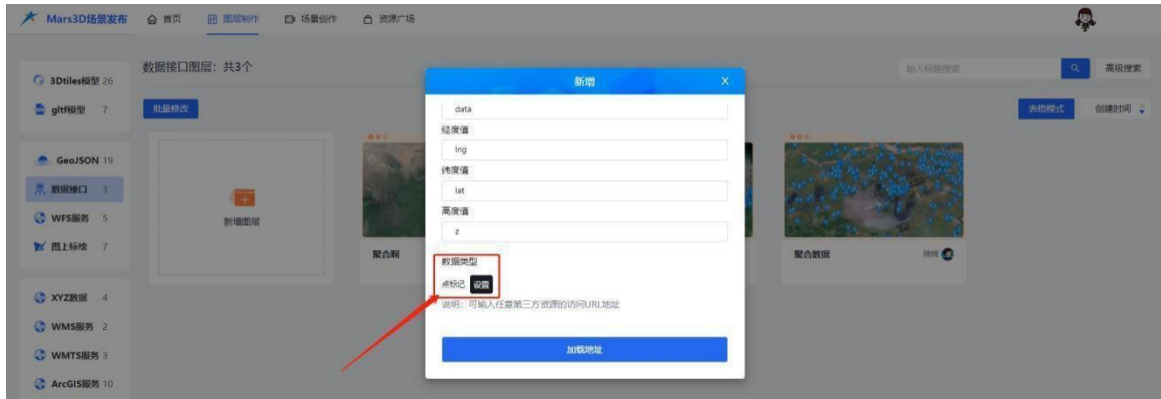 Mars3D场景发布 首页 图层制作 场景创作 资源广场
3Dtiles模型 26
gltf模型 7
GeoJSON 19
数据接口 3
WFS服务 5
图上标绘 7
XYZ数据 4
WMS服务 2
WMTS服务 3
ArcGIS服务 10
数据接口图层：共3个
输入标题搜索
高级搜索
批量修改
表格模式
创建时间
新增图层
聚合啊
聚合数据
新增 X
data
经度值
lng
纬度值
lat
高度值
z
数据类型
点标记 设置
说明：可输入任意第三方资源的访问URL地址
加载地址